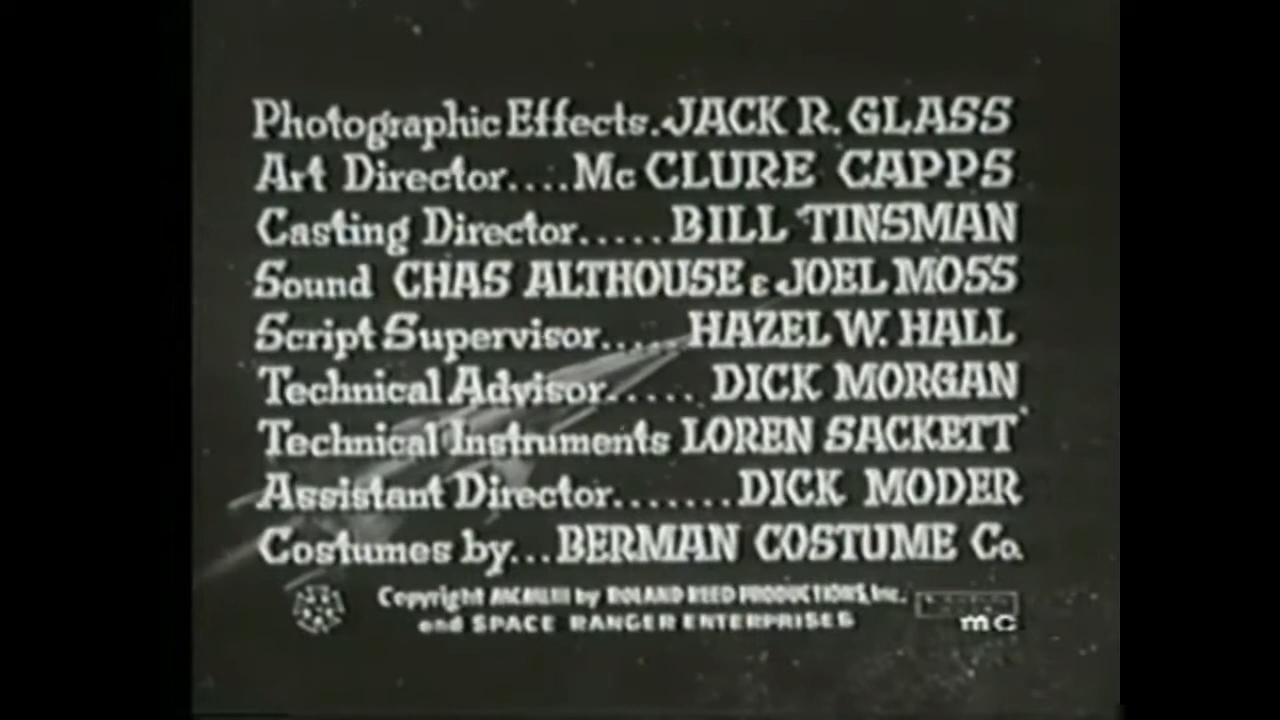 Photographic Effects..JACK R. GLASS
Art Director....Mc CLURE CAPPS
Casting Director.....BILL TINSMAN
Sound CHAS ALTHOUSE & JOEL MOSS
Script Supervisor.....HAZEL W. HALL
Technical Advisor.....DICK MORGAN
Technical Instruments LOREN SACKETT
Assistant Director.......DICK MODER
Costumes by...BERMAN COSTUME Co.
Copyright MCMLIII by ROLAND REED PRODUCTIONS, Inc.
and SPACE RANGER ENTERPRISES
mc